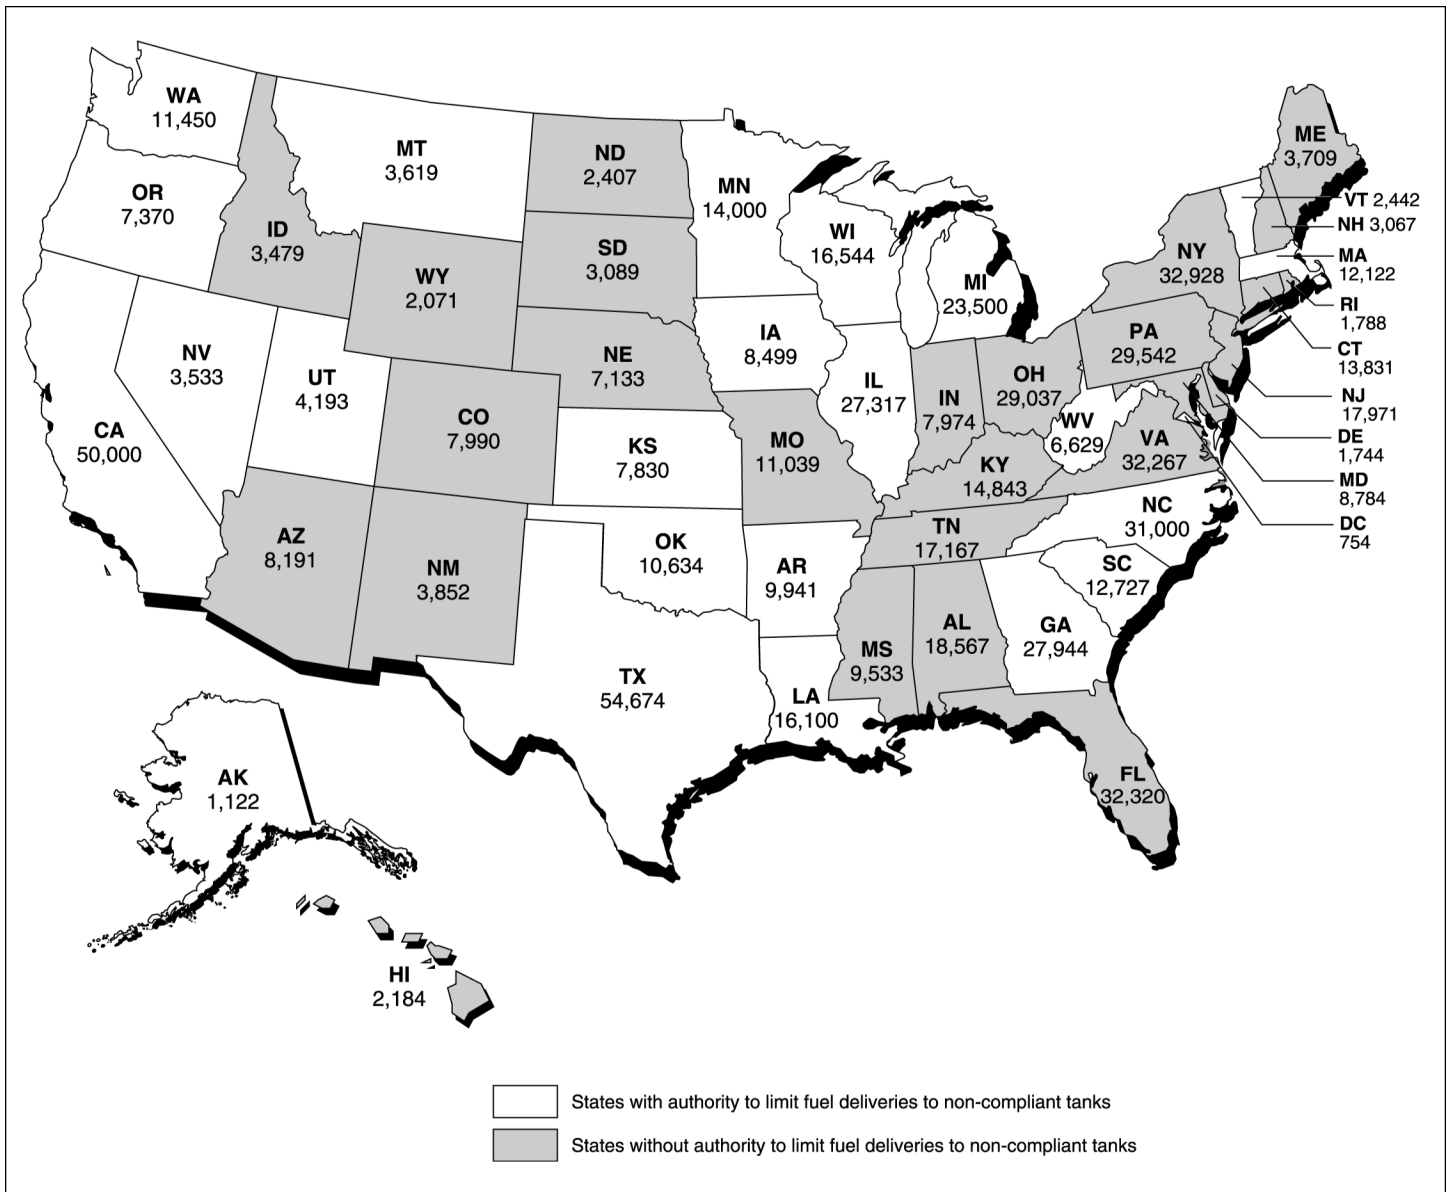 WA
11,450
MT
3,619
ND
2,407
MN
14,000
OR
7,370
ID
3,479
SD
3,089
WI
16,544
MI
23,500
NY
32,928
ME
3,709
VT 2,442
NH 3,067
MA
12,122
RI
1,788
CT
13,831
NJ
17,971
DE
1,744
MD
8,784
DC
754
WY
2,071
NE
7,133
IA
8,499
IL
27,317
IN
7,974
OH
29,037
PA
29,542
WV
6,629
VA
32,267
NV
3,533
UT
4,193
CO
7,990
KS
7,830
MO
11,039
KY
14,843
CA
50,000
AZ
8,191
NM
3,852
OK
10,634
AR
9,941
TN
17,167
NC
31,000
SC
12,727
TX
54,674
LA
16,100
MS
9,533
AL
18,567
GA
27,944
FL
32,320
AK
1,122
HI
2,184
States with authority to limit fuel deliveries to non-compliant tanks
States without authority to limit fuel deliveries to non-compliant tanks